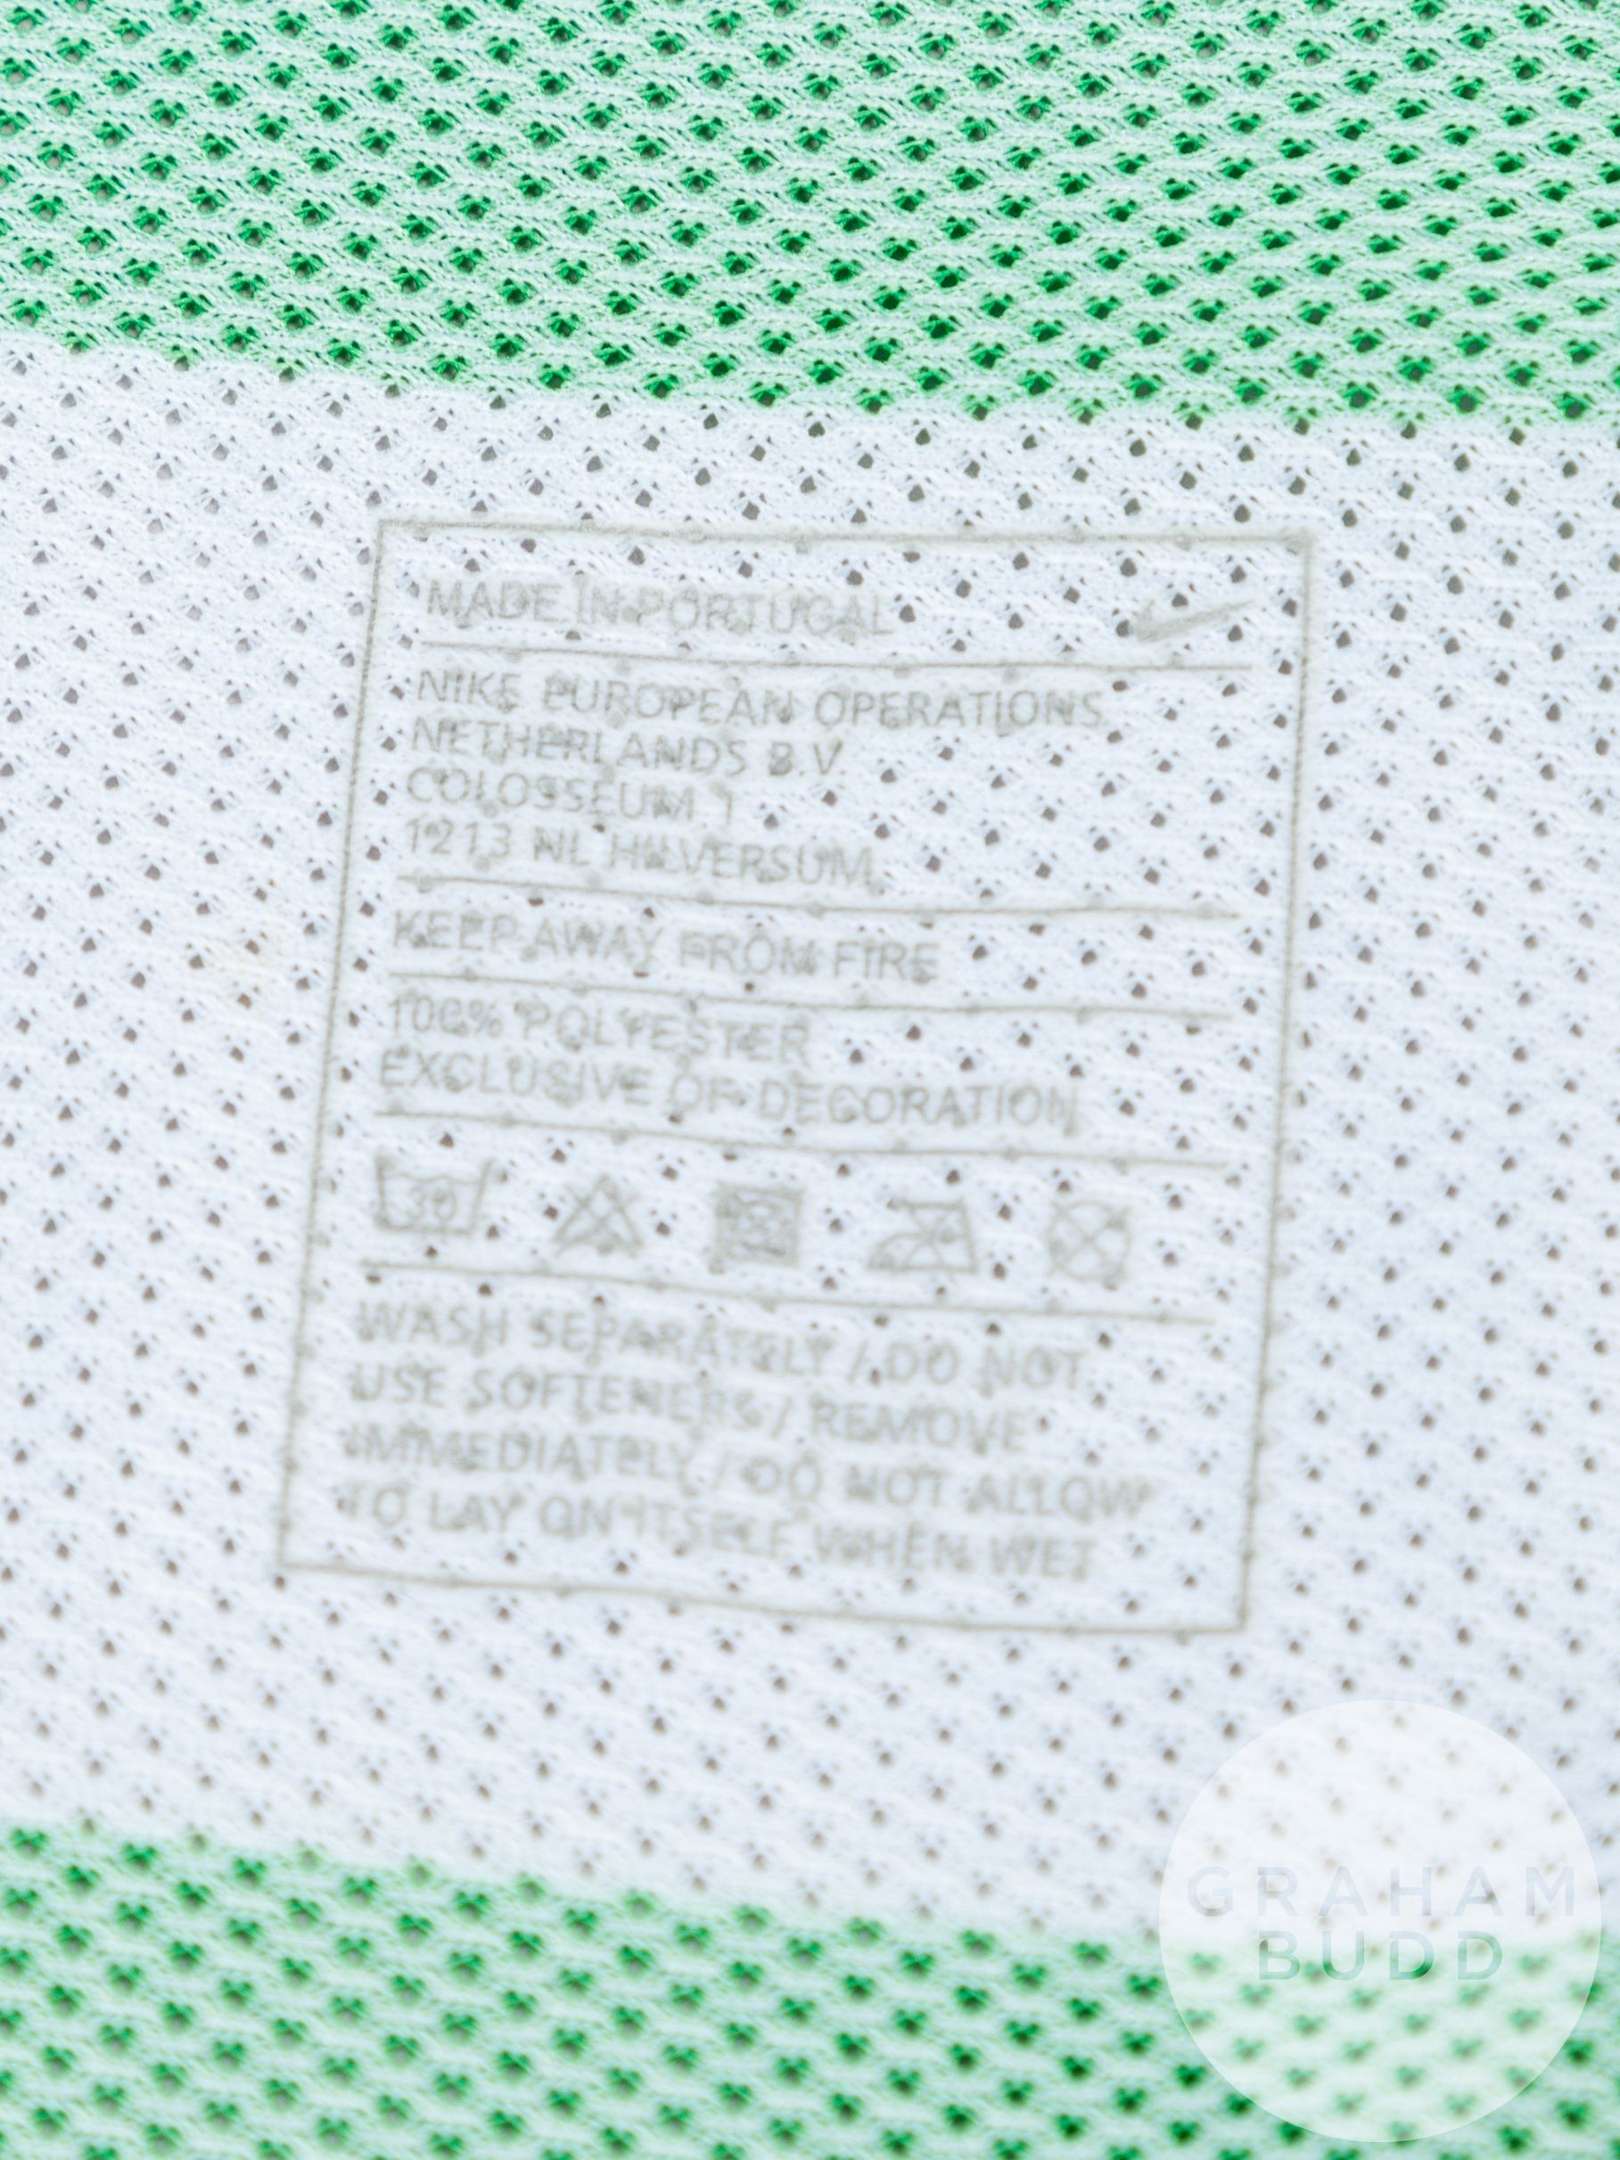 MADE IN PORTUGAL
NIKE EUROPEAN OPERATIONS
NETHERLANDS B.V.
COLOSSEUM 1
1213 NL HILVERSUM
KEEP AWAY FROM FIRE
100% POLYESTER
EXCLUSIVE OF DECORATION
30
WASH SEPARATELY / DO NOT
USE SOFTENERS / REMOVE
IMMEDIATELY / DO NOT ALLOW
TO LAY ON ITSELF WHEN WET
GRAHAM
BUDD